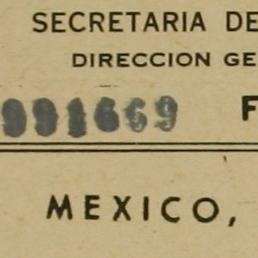 SECRETARIA DE
DIRECCION GE
991669 F
MEXICO,